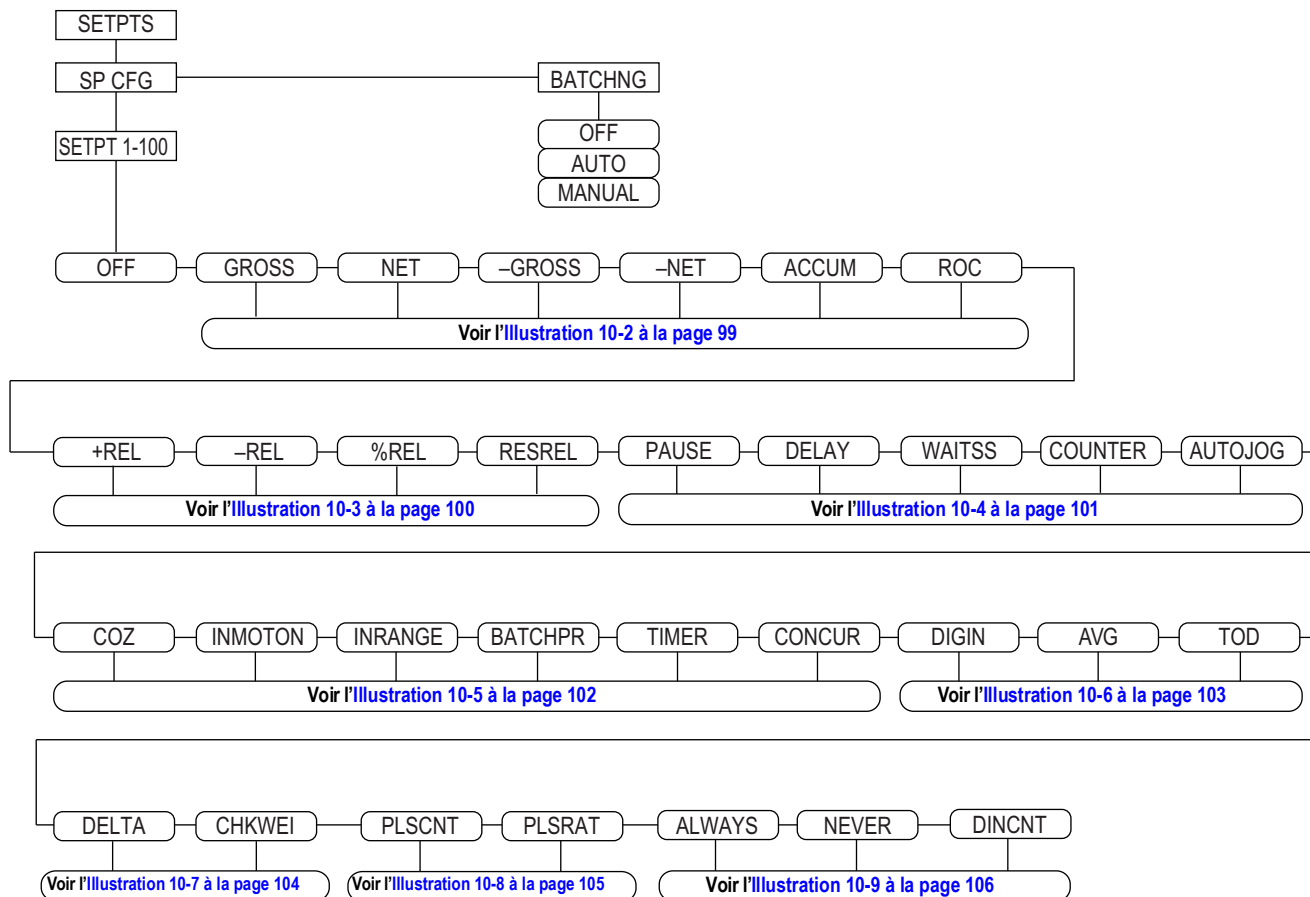 SETPTS
SP CFG BATCHNG
SETPT 1-100 OFF
AUTO
MANUAL
OFF GROSS NET –GROSS –NET ACCUM ROC
Voir l'Illustration 10-2 à la page 99
+REL –REL %REL RESREL PAUSE DELAY WAITSS COUNTER AUTOJOG
Voir l'Illustration 10-3 à la page 100 Voir l'Illustration 10-4 à la page 101
COZ INMOTON INRANGE BATCHPR TIMER CONCUR DIGIN AVG TOD
Voir l'Illustration 10-5 à la page 102 Voir l'Illustration 10-6 à la page 103
DELTA CHKWEI PLSCNT PLSRAT ALWAYS NEVER DINCNT
Voir l'Illustration 10-7 à la page 104 Voir l'Illustration 10-8 à la page 105 Voir l'Illustration 10-9 à la page 106